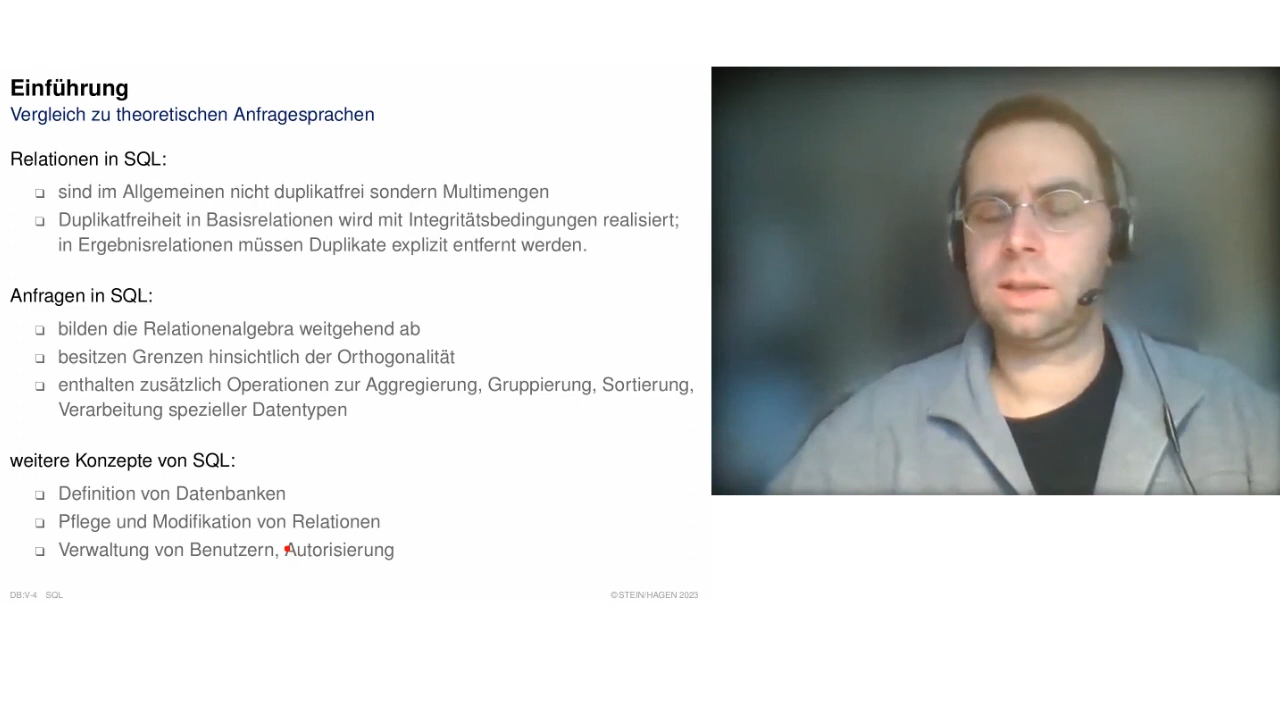 Einführung
Vergleich zu theoretischen Anfragesprachen
Relationen in SQL:
❑ sind im Allgemeinen nicht duplikatfrei sondern Multimengen
❑ Duplikatfreiheit in Basisrelationen wird mit Integritätsbedingungen realisiert;
in Ergebnisrelationen müssen Duplikate explizit entfernt werden.
Anfragen in SQL:
❑ bilden die Relationenalgebra weitgehend ab
❑ besitzen Grenzen hinsichtlich der Orthogonalität
❑ enthalten zusätzlich Operationen zur Aggregierung, Gruppierung, Sortierung,
Verarbeitung spezieller Datentypen
weitere Konzepte von SQL:
❑ Definition von Datenbanken
❑ Pflege und Modifikation von Relationen
❑ Verwaltung von Benutzern, Autorisierung
DB:V-4 SQL ©STEIN/HAGEN 2023